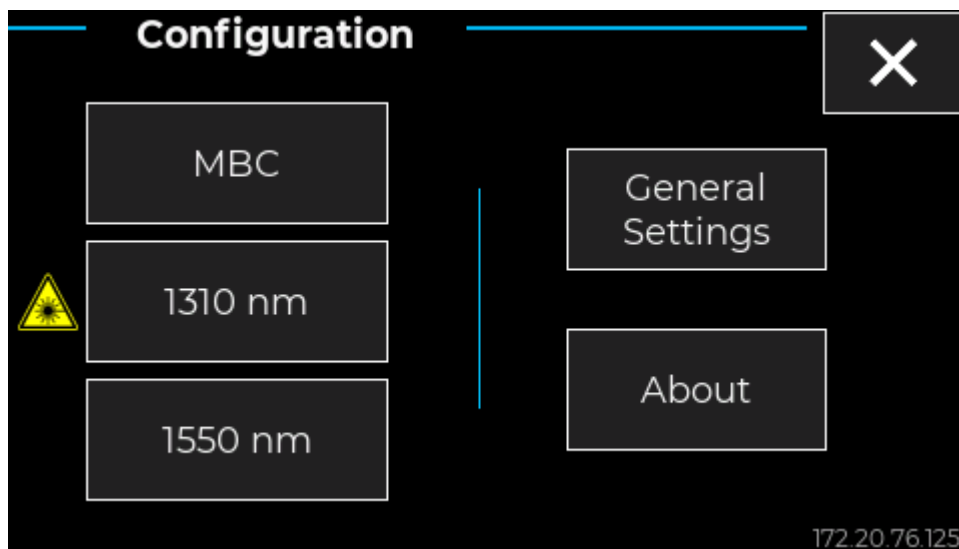 Configuration
MBC
1310 nm
1550 nm
General
Settings
About
172.20.76.125